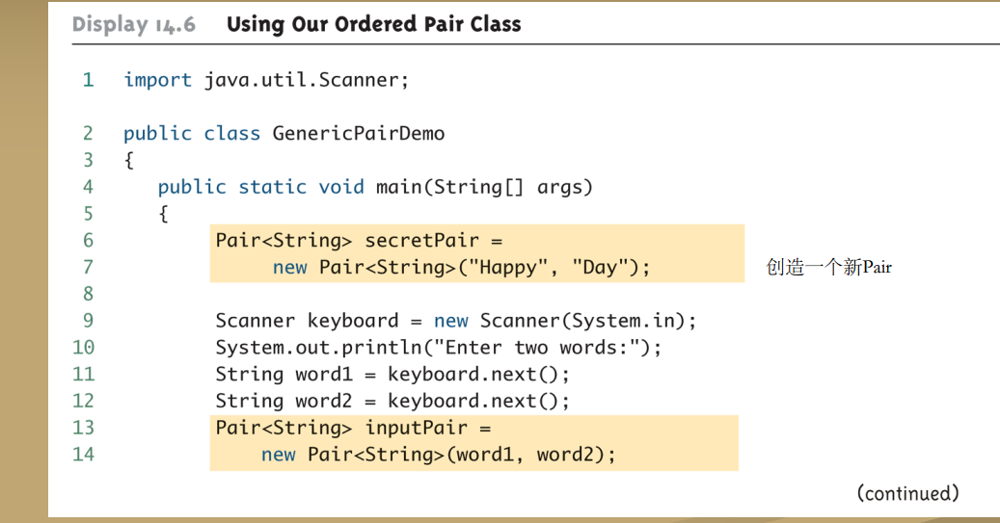 Display 14.6 Using Our Ordered Pair Class
1 import java.util.Scanner;
2 public class GenericPairDemo
3 {
4 public static void main(String[] args)
5 {
6 Pair<String> secretPair =
7 new Pair<String>("Happy", "Day"); 创造一个新Pair
8
9 Scanner keyboard = new Scanner(System.in);
10 System.out.println("Enter two words:");
11 String word1 = keyboard.next();
12 String word2 = keyboard.next();
13 Pair<String> inputPair =
14 new Pair<String>(word1, word2);
(continued)